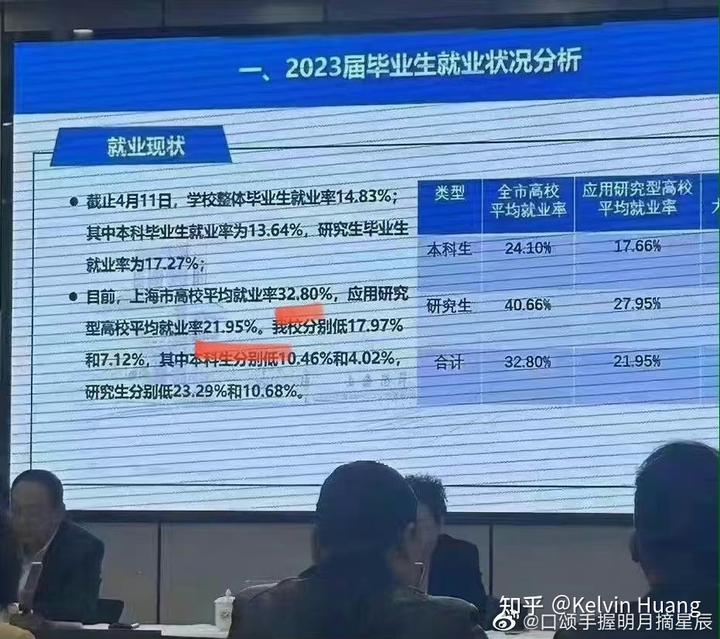 一、2023届毕业生就业状况分析
就业现状
● 截止4月11日，学校整体毕业生就业率14.83%；
其中本科毕业生就业率为13.64%，研究生毕业生
就业率为17.27%；
● 目前，上海市高校平均就业率32.80%，应用研究
型高校平均就业率21.95%。我校分别低17.97%
和7.12%，其中本科生分别低10.46%和4.02%，
研究生分别低23.29%和10.68%。
类型 全市高校平均就业率 应用研究型高校平均就业率
本科生 24.10% 17.66%
研究生 40.66% 27.95%
合计 32.80% 21.95%
知乎 @Kelvin Huang
@口颂手握明月摘星辰